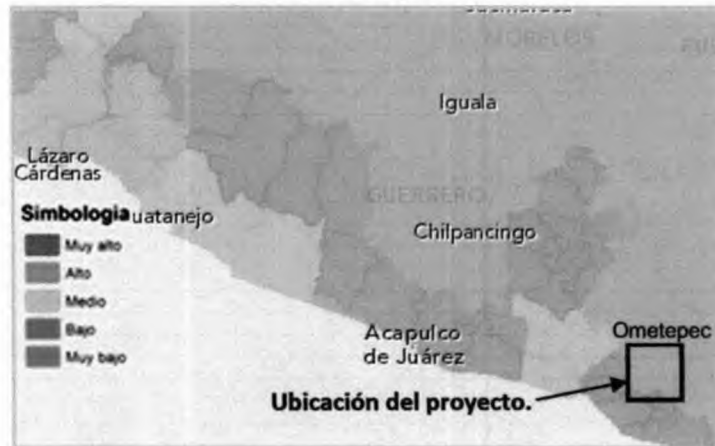 MORELOS
Iguala
Lázaro
Cárdenas
GUERRERO
Simbologia
uatanejo
Chilpancingo
Muy alto
Alto
Medio
Bajo
Muy bajo
Acapulco
de Juárez
Ometepec
Ubicación del proyecto.